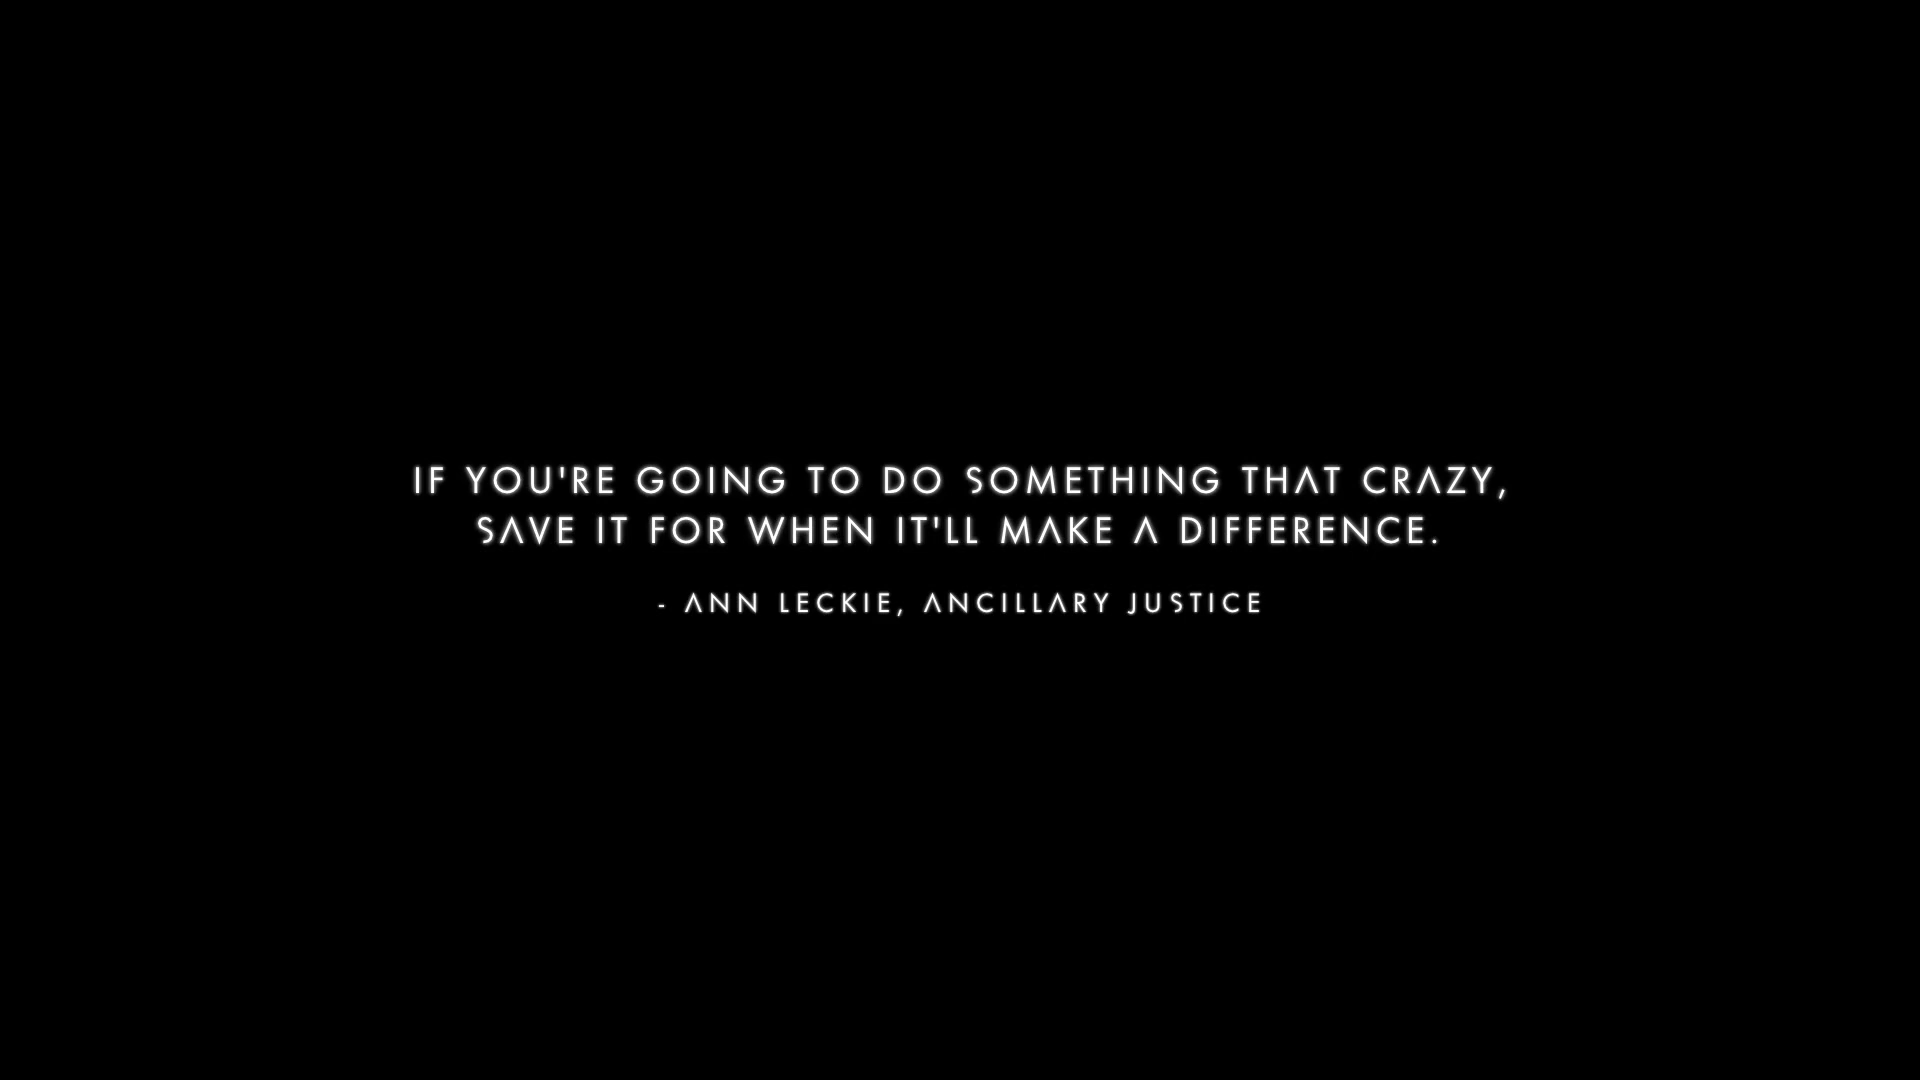 IF YOU'RE GOING TO DO SOMETHING THAT CRAZY,
SAVE IT FOR WHEN IT'LL MAKE A DIFFERENCE.
- ANN LECKIE, ANCILLARY JUSTICE